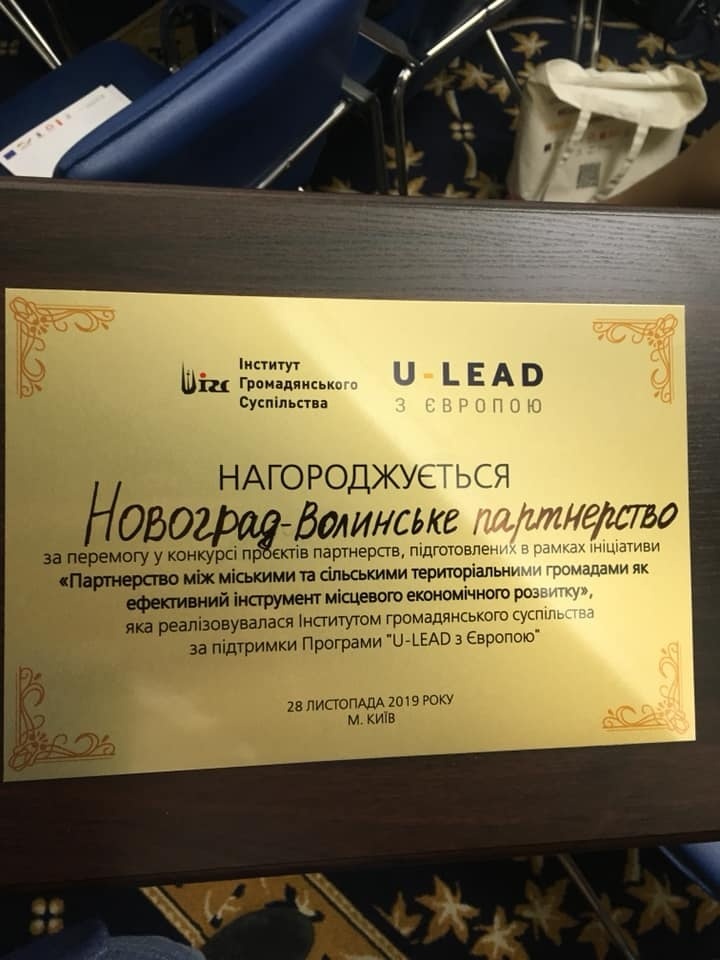 Інститут
Громадянського
Суспільства
U-LEAD
З ЄВРОПОЮ
НАГОРОДЖУЄТЬСЯ
Новоград-Волинське партнерство
за перемогу у конкурсі проєктів партнерств, підготовлених в рамках ініціативи
«Партнерство між міськими та сільськими територіальними громадами як
ефективний інструмент місцевого економічного розвитку»,
яка реалізовувалася Інститутом громадянського суспільства
за підтримки Програми "U-LEAD з Європою"
28 ЛИСТОПАДА 2019 РОКУ
М. КИЇВ